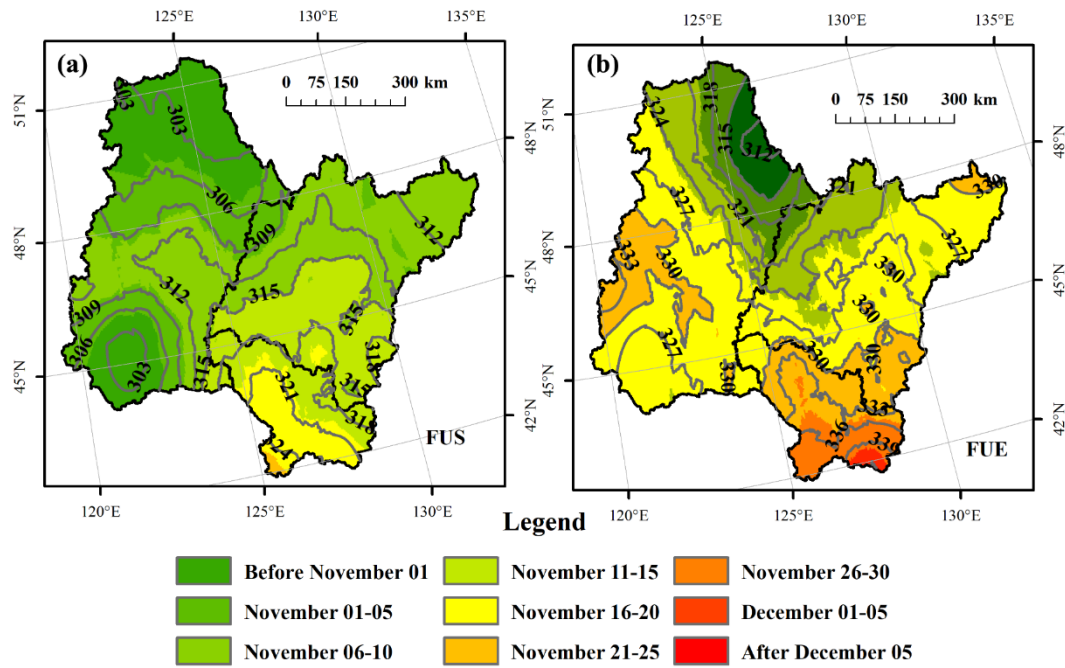 125°E 130°E 135°E
125°E 130°E 135°E
(a)
0 75 150 300 km
51°N
48°N
45°N
48°N
45°N
42°N
120°E 125°E 130°E
303
303
306
309
312
312
315
315
309
306
303
315
318
318
318
321
324
FUS
(b)
0 75 150 300 km
51°N
48°N
45°N
48°N
45°N
42°N
120°E 125°E 130°E
324
318
315
312
321
321
327
327
330
333
330
330
327
330
330
330
333
336
339
FUE
Legend
Before November 01
November 01-05
November 06-10
November 11-15
November 16-20
November 21-25
November 26-30
December 01-05
After December 05